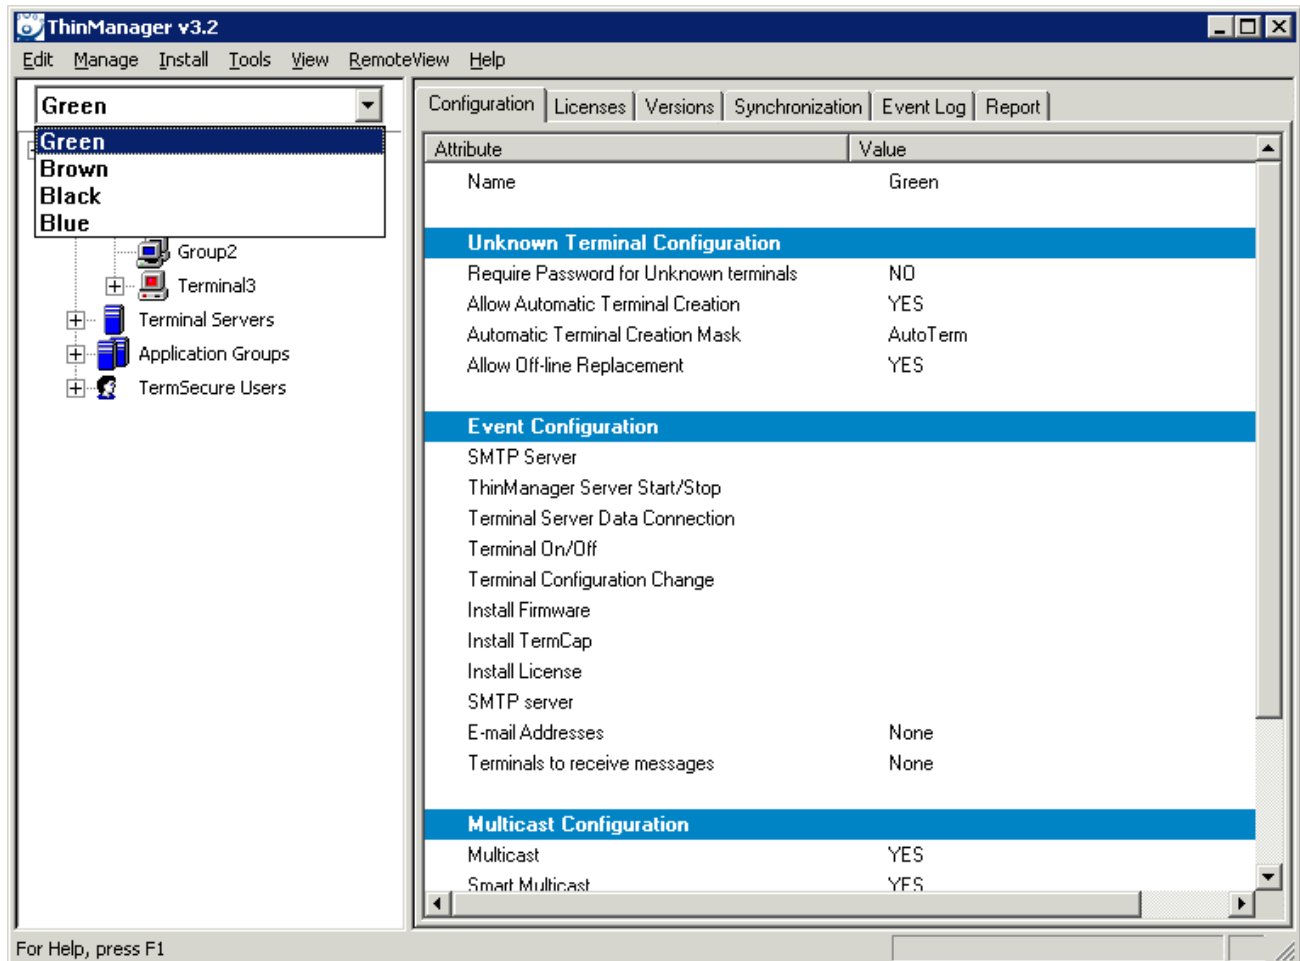 ThinManager v3.2
Edit Manage Install Tools View RemoteView Help
Green
Green
Brown
Black
Blue
Group2
Terminal3
Terminal Servers
Application Groups
TermSecure Users
Configuration Licenses Versions Synchronization Event Log Report
Attribute Value
Name Green
Unknown Terminal Configuration
Require Password for Unknown terminals NO
Allow Automatic Terminal Creation YES
Automatic Terminal Creation Mask AutoTerm
Allow Off-line Replacement YES
Event Configuration
SMTP Server
ThinManager Server Start/Stop
Terminal Server Data Connection
Terminal On/Off
Terminal Configuration Change
Install Firmware
Install TermCap
Install License
SMTP server
E-mail Addresses None
Terminals to receive messages None
Multicast Configuration
Multicast YES
Smart Multicast YES
For Help, press F1